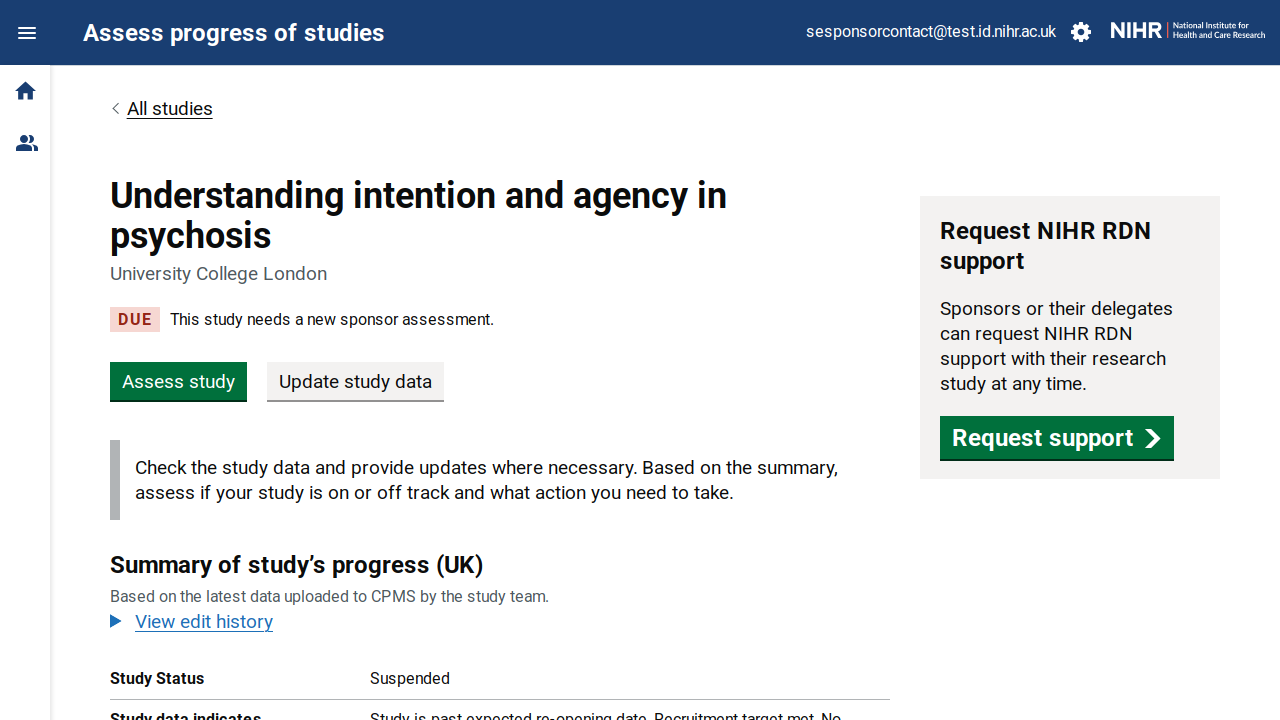 Assess progress of studies
sesponsorcontact@test.id.nihr.ac.uk
NIHR
National Institute for
Health and Care Research
All studies
Understanding intention and agency in
psychosis
University College London
DUE
This study needs a new sponsor assessment.
Assess study
Update study data
Check the study data and provide updates where necessary. Based on the summary,
assess if your study is on or off track and what action you need to take.
Summary of study’s progress (UK)
Based on the latest data uploaded to CPMS by the study team.
View edit history
Study Status
Suspended
Study data indicates
Study is past expected re-opening date, Recruitment target met, No
Request NIHR RDN
support
Sponsors or their delegates
can request NIHR RDN
support with their research
study at any time.
Request support